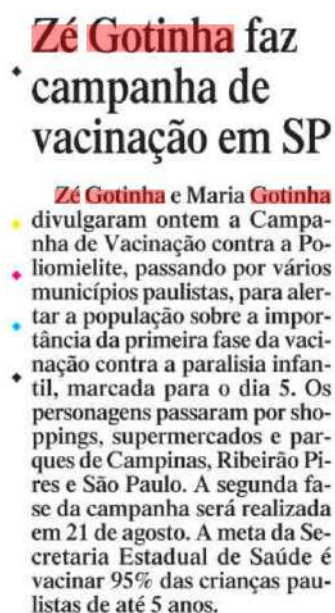 Zé Gotinha faz
campanha de
vacinação em SP
Zé Gotinha e Maria Gotinha
divulgaram ontem a Campa-
nha de Vacinação contra a Po-
liomielite, passando por vários
municípios paulistas, para aler-
tar a população sobre a impor-
tância da primeira fase da vaci-
nação contra a paralisia infan-
til, marcada para o dia 5. Os
personagens passaram por sho-
ppings, supermercados e par-
ques de Campinas, Ribeirão Pi-
res e São Paulo. A segunda fa-
se da campanha será realizada
em 21 de agosto. A meta da Se-
cretaria Estadual de Saúde é
vacinar 95% das crianças pau-
listas de até 5 anos.